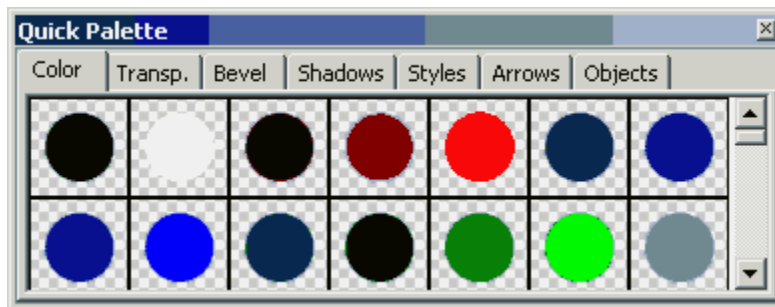 Quick Palette
Color Transp. Bevel Shadows Styles Arrows Objects